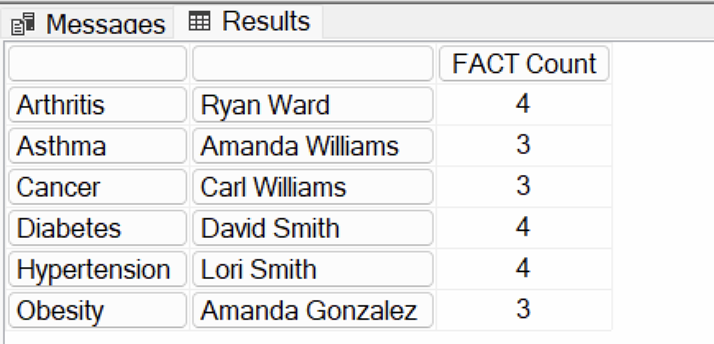 Messages Results
FACT Count
Arthritis Ryan Ward 4
Asthma Amanda Williams 3
Cancer Carl Williams 3
Diabetes David Smith 4
Hypertension Lori Smith 4
Obesity Amanda Gonzalez 3